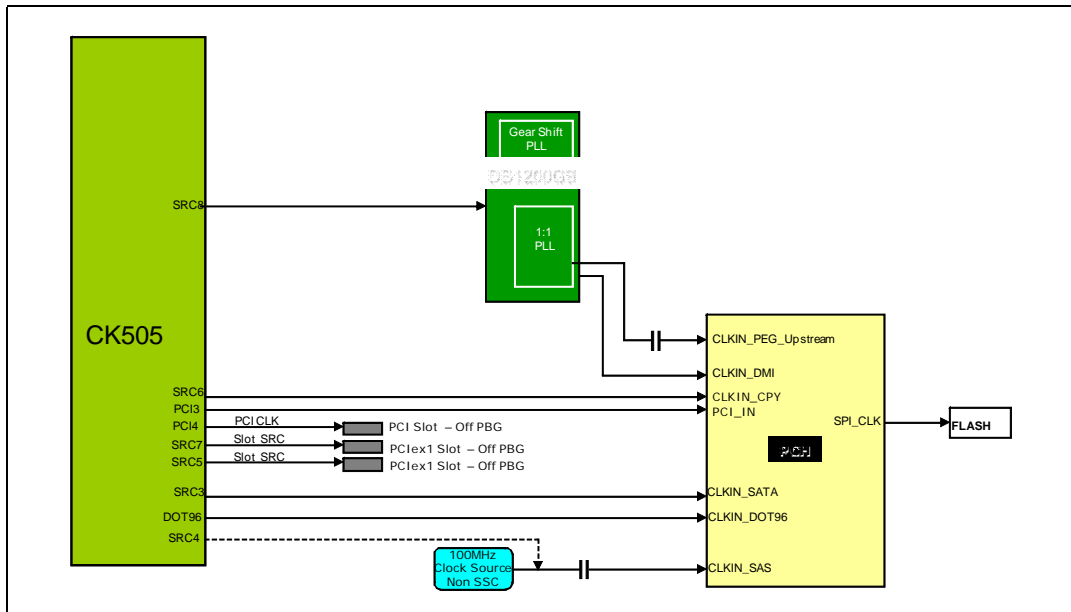 Gear Shift
PLL
DB1200GS
1:1
PLL
SRC8
CK505
SRC6
PCI3
PCI4
SRC7
SRC5
SRC3
DOT96
SRC4
PCICLK
Slot SRC
Slot SRC
PCI Slot – Off PBG
PCIex1 Slot – Off PBG
PCIex1 Slot – Off PBG
100MHz
Clock Source
Non SSC
CLKIN_PEG_Upstream
CLKIN_DMI
CLKIN_CPY
PCI_IN
SPI_CLK
PCH
CLKIN_SATA
CLKIN_DOT96
CLKIN_SAS
FLASH